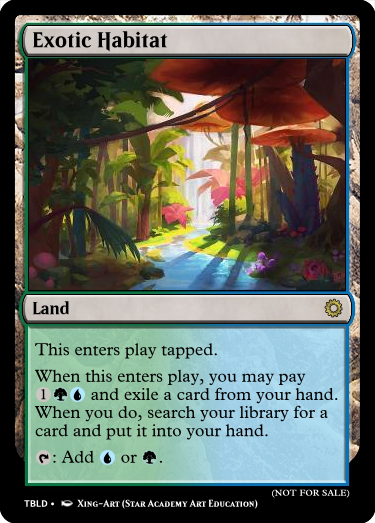 Exotic Habitat
Land
This enters play tapped.
When this enters play, you may pay
1 and exile a card from your hand.
When you do, search your library for a
card and put it into your hand.
: Add or .
(NOT FOR SALE)
TBLD • Xing-Art (Star Academy Art Education)